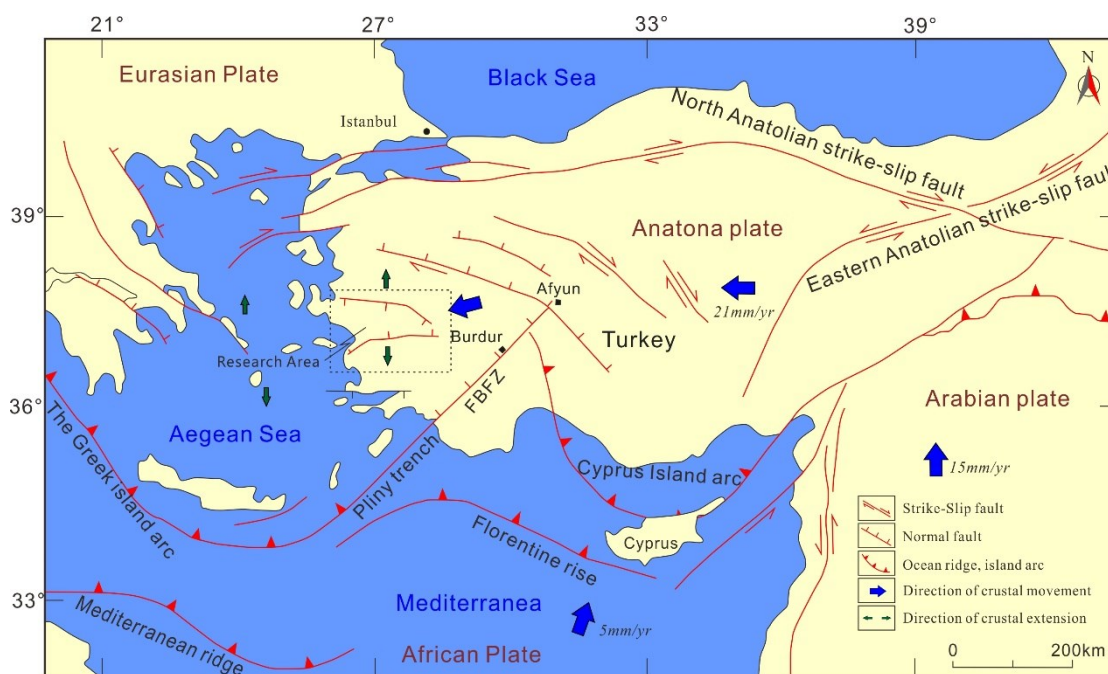 21°
27°
33°
39°
Eurasian Plate
Black Sea
N
Istanbul
North Anatolian strike-slip fault
39°
Anatona plate
Eastern Anatolian strike-slip fault
Afyun
21mm/yr
Burdur
Turkey
Research Area
FBFZ
36°
The Greek island arc
Aegean Sea
Pliny trench
Cyprus Island arc
Arabian plate
15mm/yr
Florentine rise
Cyprus
Strike-Slip fault
Normal fault
Ocean ridge, island arc
Direction of crustal movement
Direction of crustal extension
33°
Mediterranean ridge
Mediterranea
5mm/yr
African Plate
0 200km